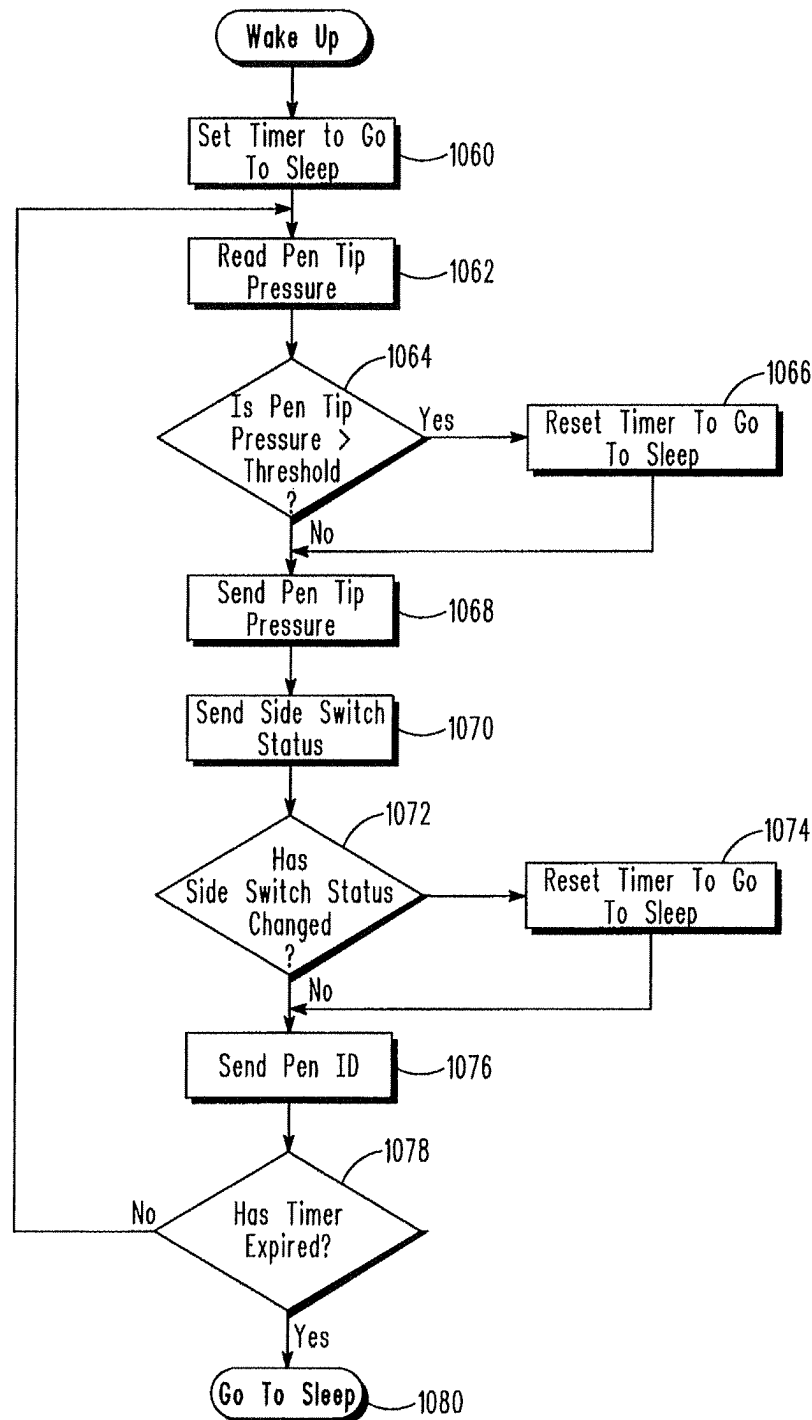 Wake Up
Set Timer to Go
To Sleep
1060
Read Pen Tip
Pressure
1062
1064
Is Pen Tip
Pressure >
Threshold
?
Yes
1066
Reset Timer To Go
To Sleep
No
Send Pen Tip
Pressure
1068
Send Side Switch
Status
1070
1072
Has
Side Switch Status
Changed
?
1074
Reset Timer To Go
To Sleep
No
Send Pen ID
1076
1078
No
Has Timer
Expired?
Yes
Go To Sleep
1080